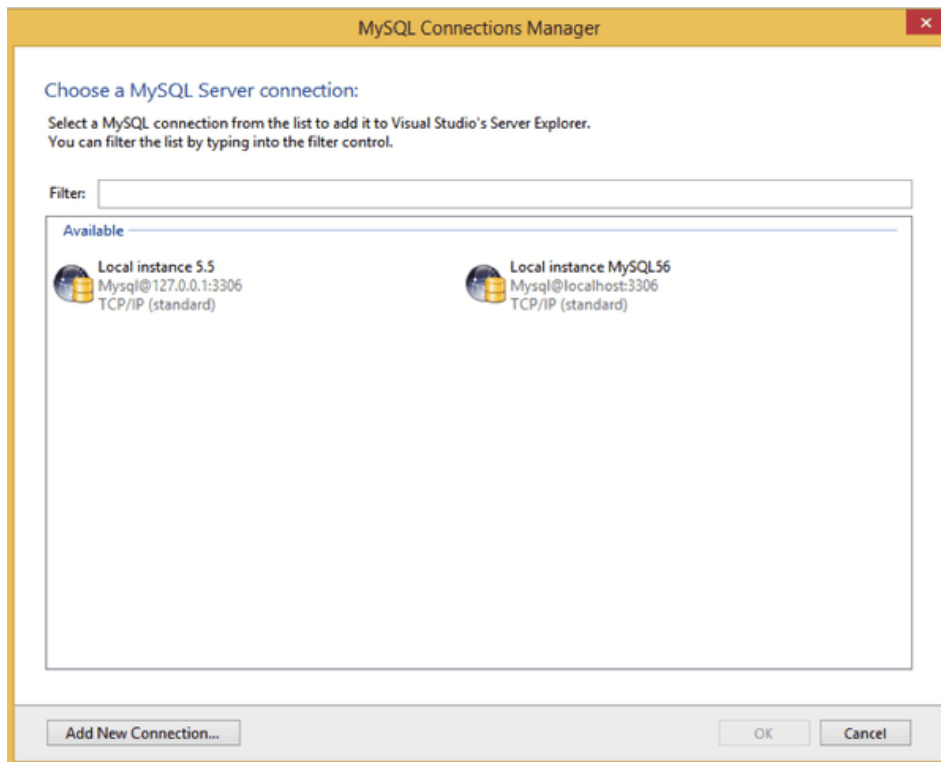 MySQL Connections Manager
Choose a MySQL Server connection:
Select a MySQL connection from the list to add it to Visual Studio's Server Explorer.
You can filter the list by typing into the filter control.
Filter:
Available
Local instance 5.5
Mysql@127.0.0.1:3306
TCP/IP (standard)
Local instance MySQL56
Mysql@localhost:3306
TCP/IP (standard)
Add New Connection...
OK
Cancel